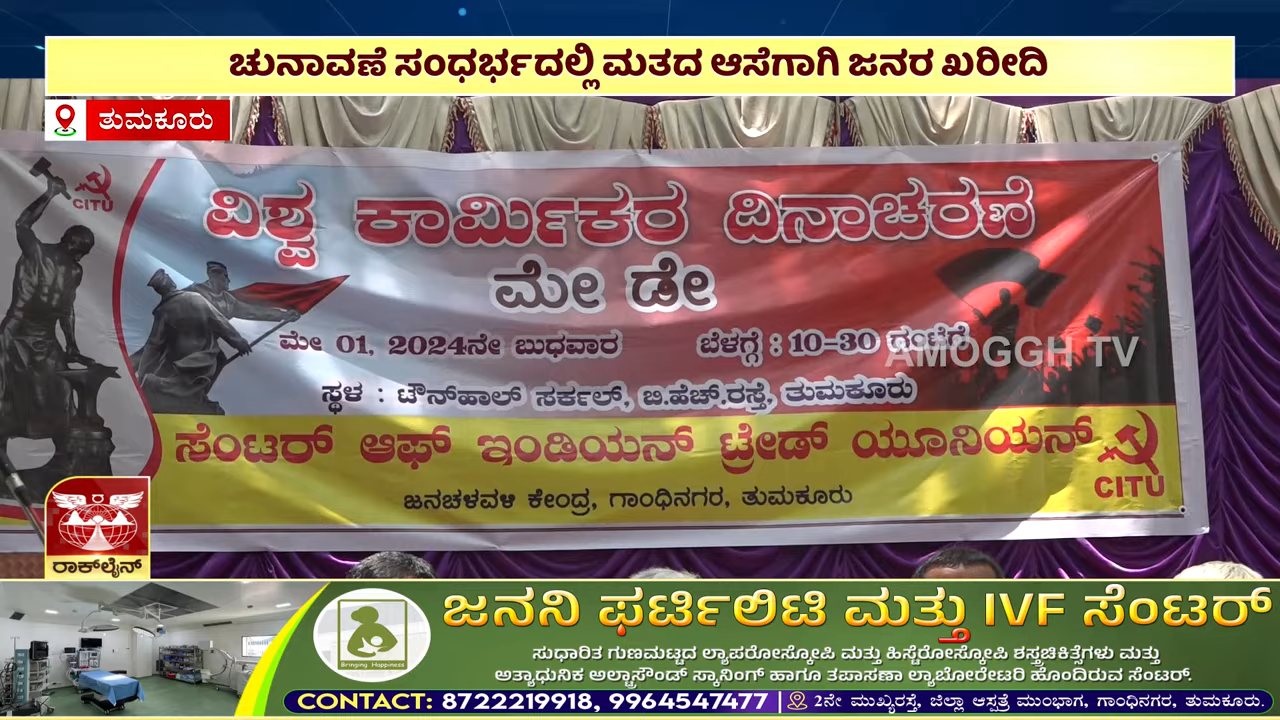 ಚುನಾವಣೆ ಸಂಧರ್ಭದಲ್ಲಿ ಮತದ ಆಸೆಗಾಗಿ ಜನರ ಖರೀದಿ
ತುಮಕೂರು
CITU
ವಿಶ್ವ ಕಾರ್ಮಿಕರ ದಿನಾಚರಣೆ
ಮೇ ಡೇ
ಮೇ 01, 2024ನೇ ಬುಧವಾರ ಬೆಳಗ್ಗೆ : 10-30 ಗಂಟೆಗೆ
AMOGGH TV
ಸ್ಥಳ : ಟೌನ್‌ಹಾಲ್ ಸರ್ಕಲ್, ಬಿ.ಹೆಚ್.ರಸ್ತೆ, ತುಮಕೂರು
ಸೆಂಟರ್ ಆಫ್ ಇಂಡಿಯನ್ ಟ್ರೇಡ್ ಯೂನಿಯನ್
CITU
ಜನಚಳವಳಿ ಕೇಂದ್ರ, ಗಾಂಧಿನಗರ, ತುಮಕೂರು
ರಾಕ್‌ಲೈನ್
ಜನನಿ ಫರ್ಟಿಲಿಟಿ ಮತ್ತು IVF ಸೆಂಟರ್
Bringing Happiness
ಸುಧಾರಿತ ಗುಣಮಟ್ಟದ ಲ್ಯಾಪರೋಸ್ಕೋಪಿ ಮತ್ತು ಹಿಸ್ಟೆರೋಸ್ಕೋಪಿ ಶಸ್ತ್ರಚಿಕಿತ್ಸೆಗಳು ಮತ್ತು
ಅತ್ಯಾಧುನಿಕ ಅಲ್ಟ್ರಾಸೌಂಡ್ ಸ್ಕಾನಿಂಗ್ ಹಾಗೂ ತಪಾಸಣಾ ಲ್ಯಾಬೋರೇಟರಿ ಹೊಂದಿರುವ ಸೆಂಟರ್.
CONTACT: 8722219918, 9964547477
2ನೇ ಮುಖ್ಯರಸ್ತೆ, ಜಿಲ್ಲಾ ಆಸ್ಪತ್ರೆ ಮುಂಭಾಗ, ಗಾಂಧಿನಗರ, ತುಮಕೂರು.